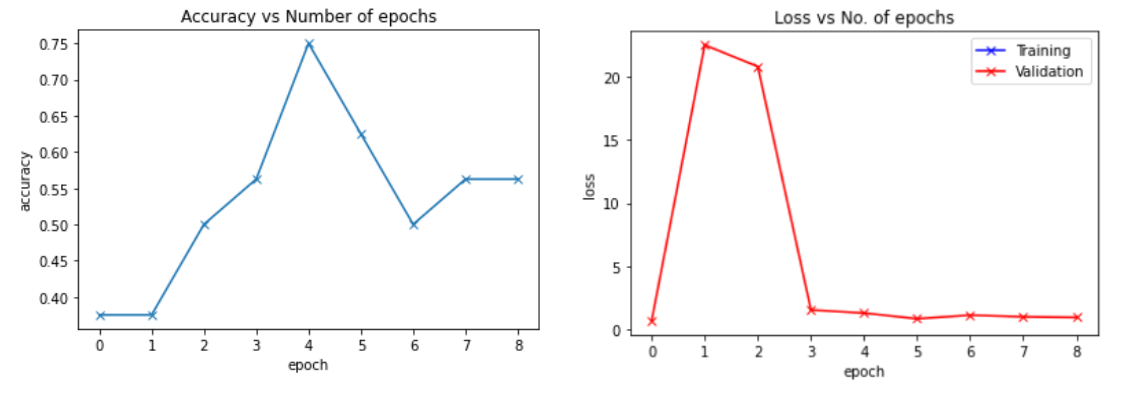 Accuracy vs Number of epochs
0.75
0.70
0.65
0.60
0.55
0.50
0.45
0.40
accuracy
0 1 2 3 4 5 6 7 8
epoch
Loss vs No. of epochs
Training
Validation
20
15
10
5
0
loss
0 1 2 3 4 5 6 7 8
epoch